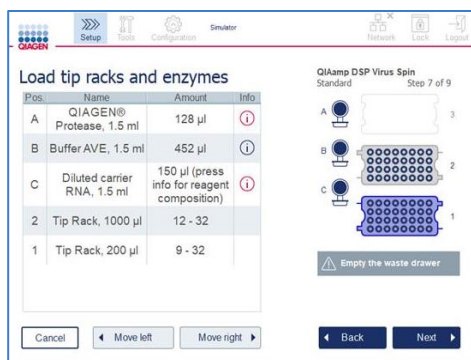 Setup
Tools
Configuration
Simulator
Network
Lock
Logout
QIAGEN
Load tip racks and enzymes
Pos. Name Amount Info
A QIAGEN® Protease, 1.5 ml 128 µl i
B Buffer AVE, 1.5 ml 452 µl i
C Diluted carrier RNA, 1.5 ml 150 µl (press info for reagent composition) i
2 Tip Rack, 1000 µl 12 - 32
1 Tip Rack, 200 µl 9 - 32
QIAamp DSP Virus Spin
Standard Step 7 of 9
A
3
B
2
C
1
Empty the waste drawer
Cancel
Move left
Move right
Back
Next